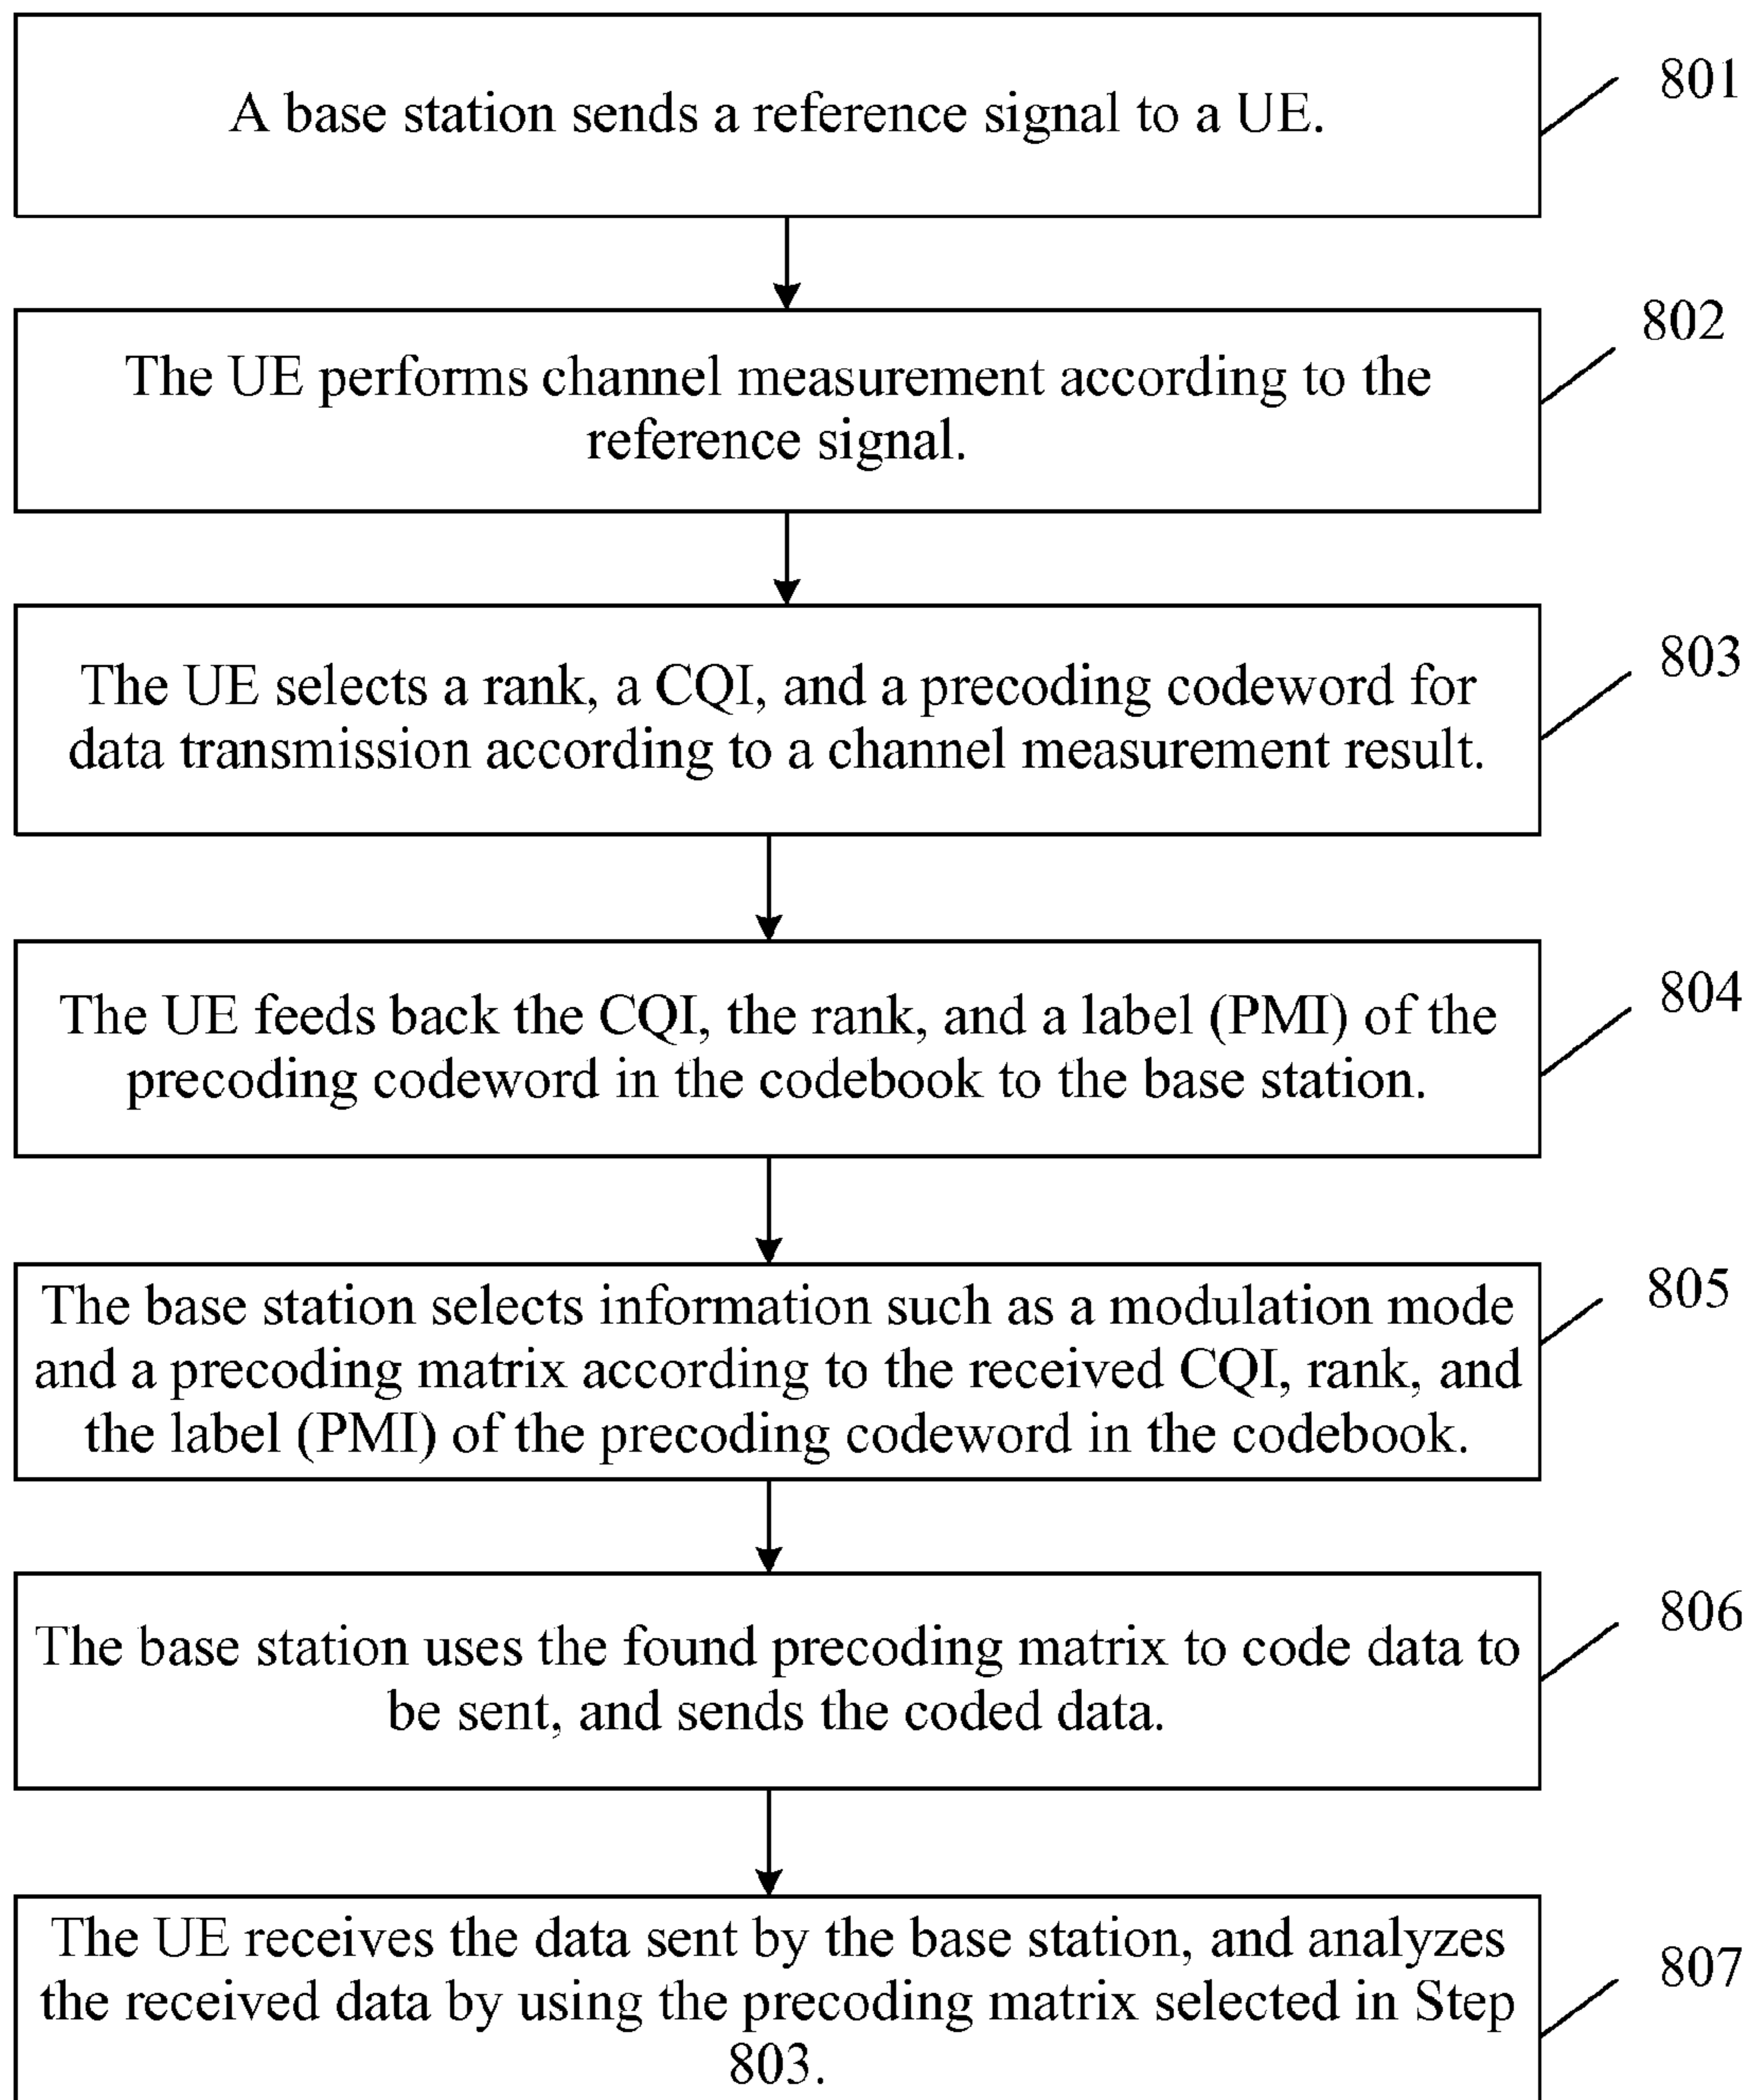 A base station sends a reference signal to a UE.
801
The UE performs channel measurement according to the
reference signal.
802
The UE selects a rank, a CQI, and a precoding codeword for
data transmission according to a channel measurement result.
803
The UE feeds back the CQI, the rank, and a label (PMI) of the
precoding codeword in the codebook to the base station.
804
The base station selects information such as a modulation mode
and a precoding matrix according to the received CQI, rank, and
the label (PMI) of the precoding codeword in the codebook.
805
The base station uses the found precoding matrix to code data to
be sent, and sends the coded data.
806
The UE receives the data sent by the base station, and analyzes
the received data by using the precoding matrix selected in Step
803.
807